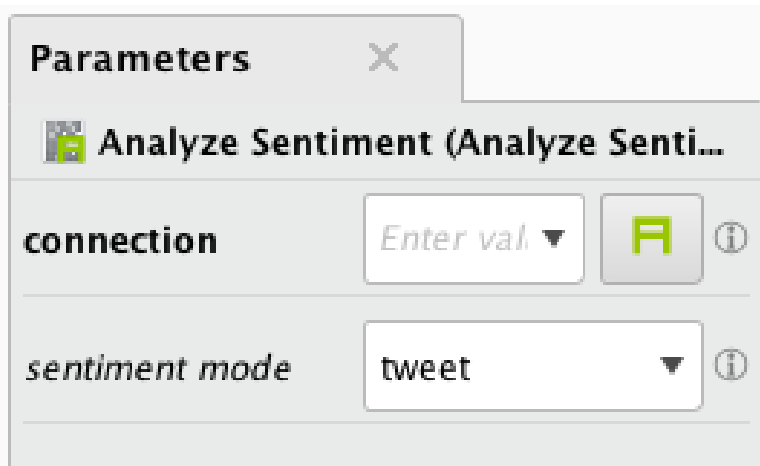 Parameters
Analyze Sentiment (Analyze Senti...
connection
Enter val
sentiment mode
tweet